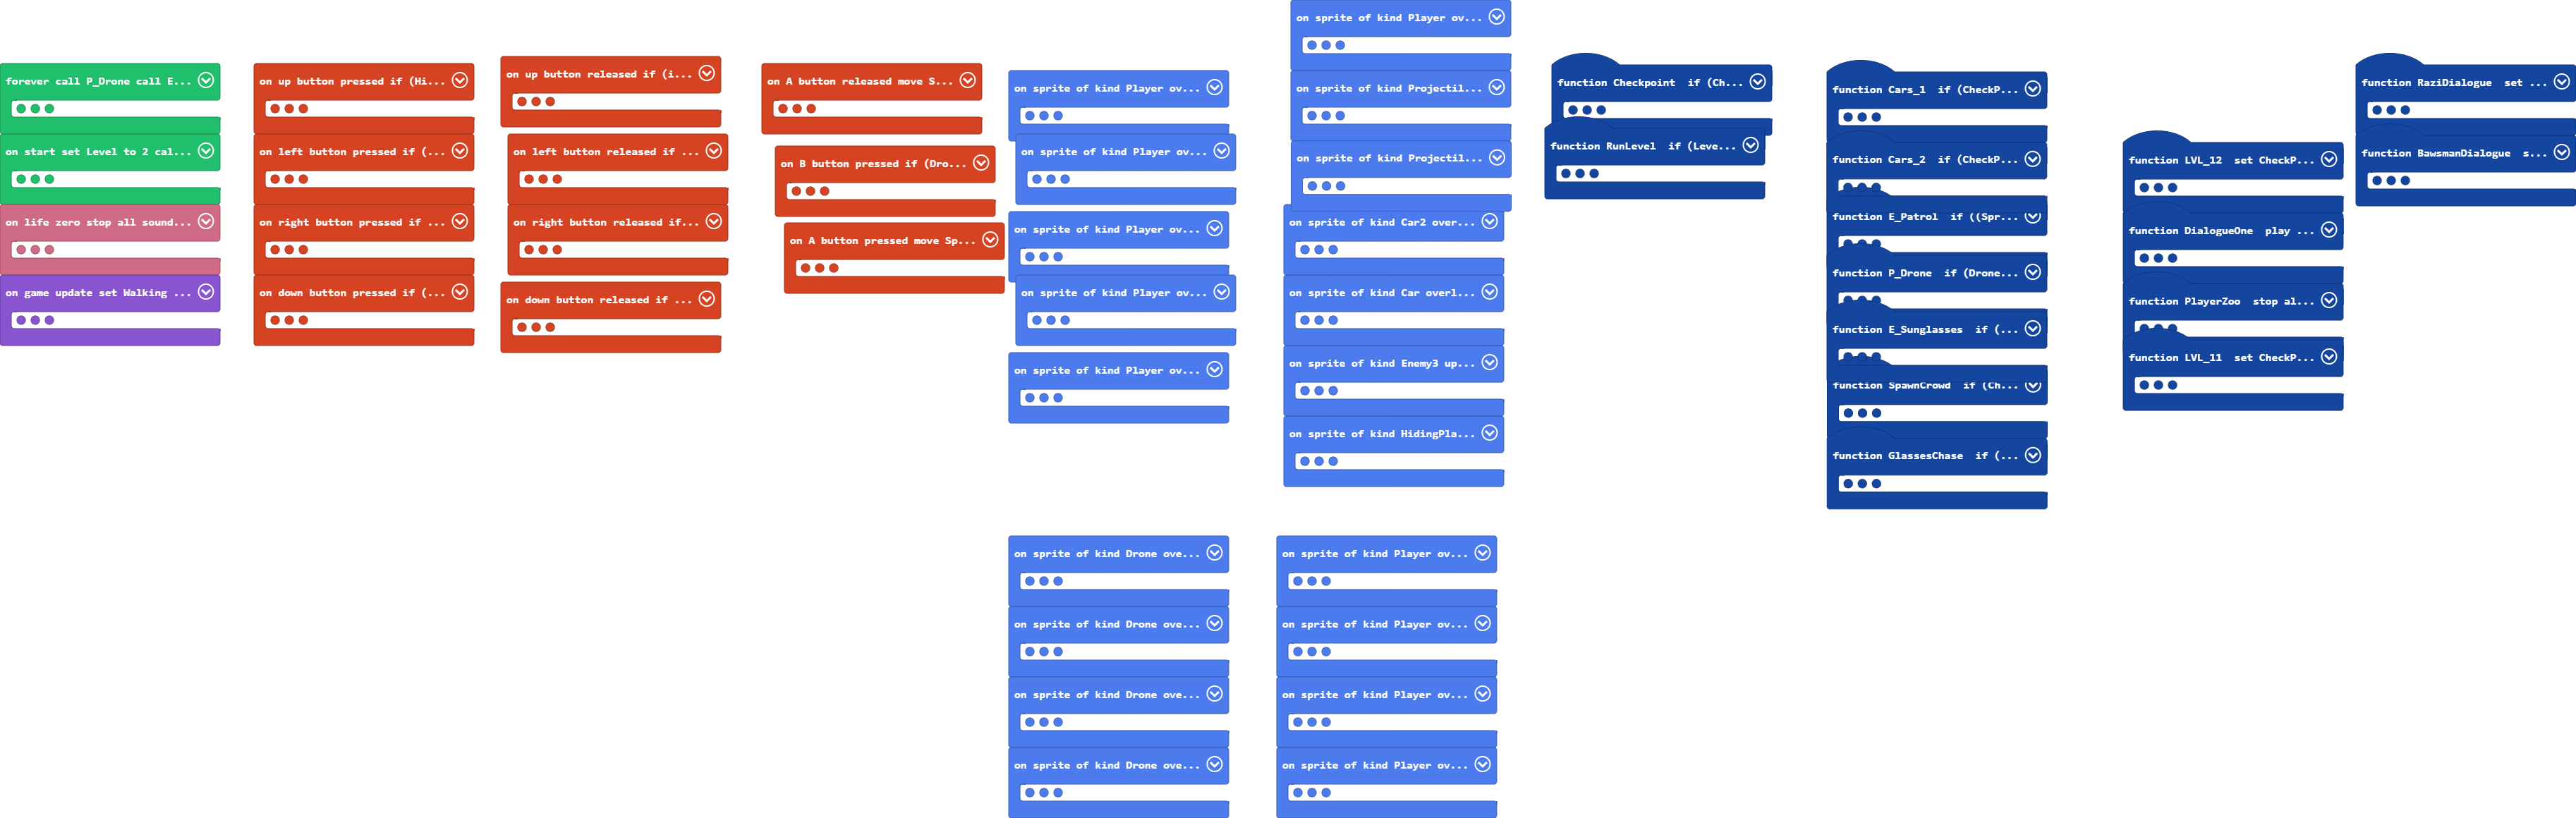 forever call P_Drone call E...
on start set Level to 2 cal...
on life zero stop all sound...
on game update set Walking ...
on up button pressed if (Hi...
on left button pressed if (...
on right button pressed if ...
on down button pressed if (...
on up button released if (i...
on left button released if ...
on right button released if...
on down button released if ...
on A button released move S...
on B button pressed if (Dro...
on A button pressed move Sp...
on sprite of kind Player ov...
on sprite of kind Player ov...
on sprite of kind Player ov...
on sprite of kind Player ov...
on sprite of kind Player ov...
on sprite of kind Player ov...
on sprite of kind Projectil...
on sprite of kind Projectil...
on sprite of kind Car2 over...
on sprite of kind Car overl...
on sprite of kind Enemy3 up...
on sprite of kind HidingPla...
on sprite of kind Drone ove...
on sprite of kind Drone ove...
on sprite of kind Drone ove...
on sprite of kind Drone ove...
on sprite of kind Player ov...
on sprite of kind Player ov...
on sprite of kind Player ov...
on sprite of kind Player ov...
function Checkpoint if (Ch...
function RunLevel if (Leve...
function Cars_1 if (CheckP...
function Cars_2 if (CheckP...
function E_Patrol if ((Spr...
function P_Drone if (Drone...
function E_Sunglasses if (...
function SpawnCrowd if (Ch...
function GlassesChase if (...
function LVL_12 set CheckP...
function DialogueOne play ...
function PlayerZoo stop al...
function LVL_11 set CheckP...
function RaziDialogue set ...
function BawsmanDialogue s...